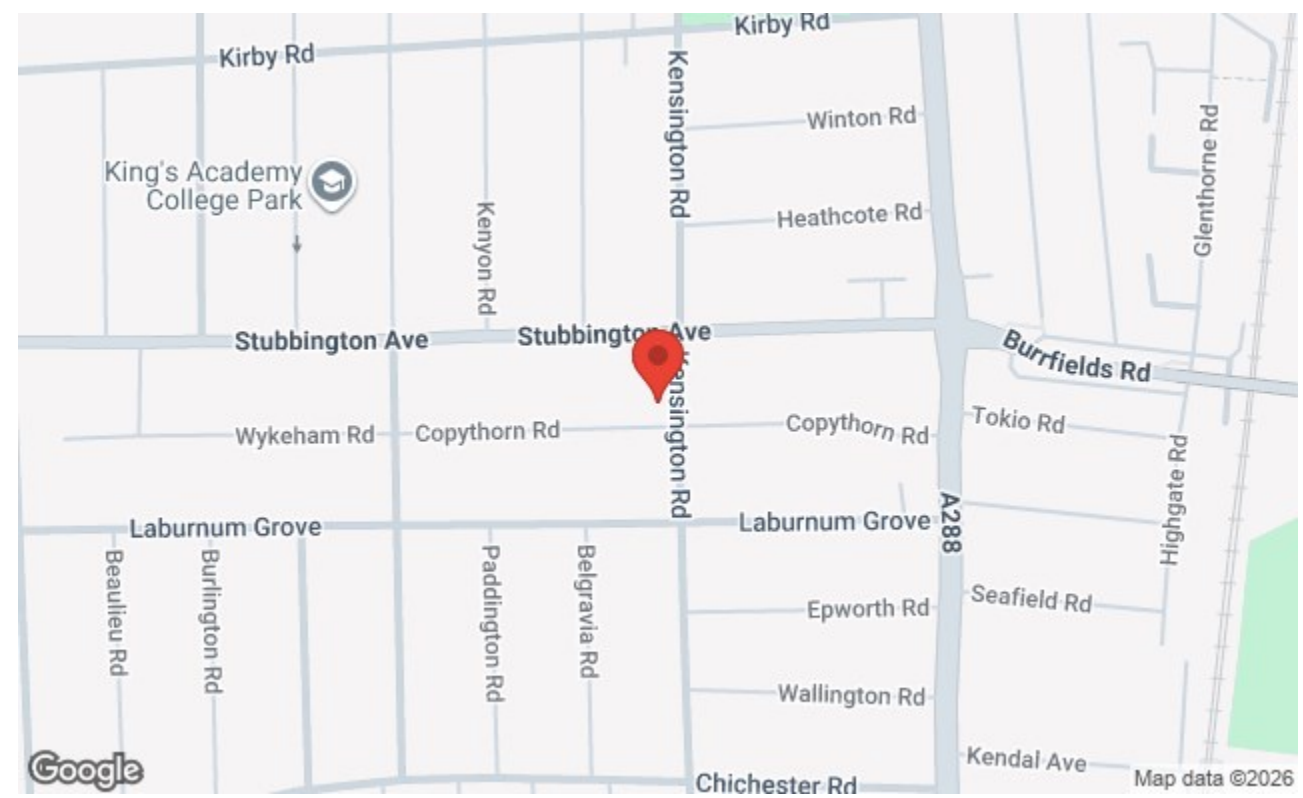 Kirby Rd
Kirby Rd
Kensington Rd
Winton Rd
Glenthorne Rd
King's Academy
College Park
Kenyon Rd
Heathcote Rd
Stubbington Ave
Stubbington Ave
Burrfields Rd
Kensington Rd
Wykeham Rd
Copythorn Rd
Copythorn Rd
Tokio Rd
Highgate Rd
Laburnum Grove
Laburnum Grove
A288
Beaulieu Rd
Burlington Rd
Paddington Rd
Belgravia Rd
Epworth Rd
Seafield Rd
Wallington Rd
Kendal Ave
Chichester Rd
Google
Map data ©2026